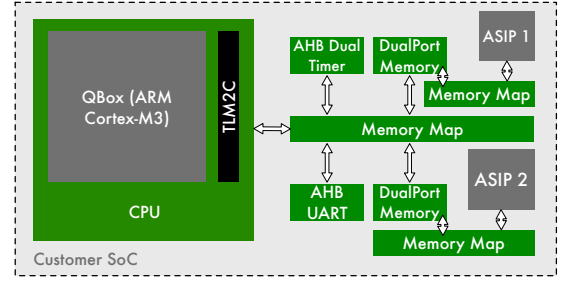 QBox (ARM
Cortex-M3)
TLM2C
CPU
AHB Dual
Timer
DualPort
Memory
ASIP 1
Memory Map
Memory Map
AHB
UART
DualPort
Memory
ASIP 2
Memory Map
Customer SoC